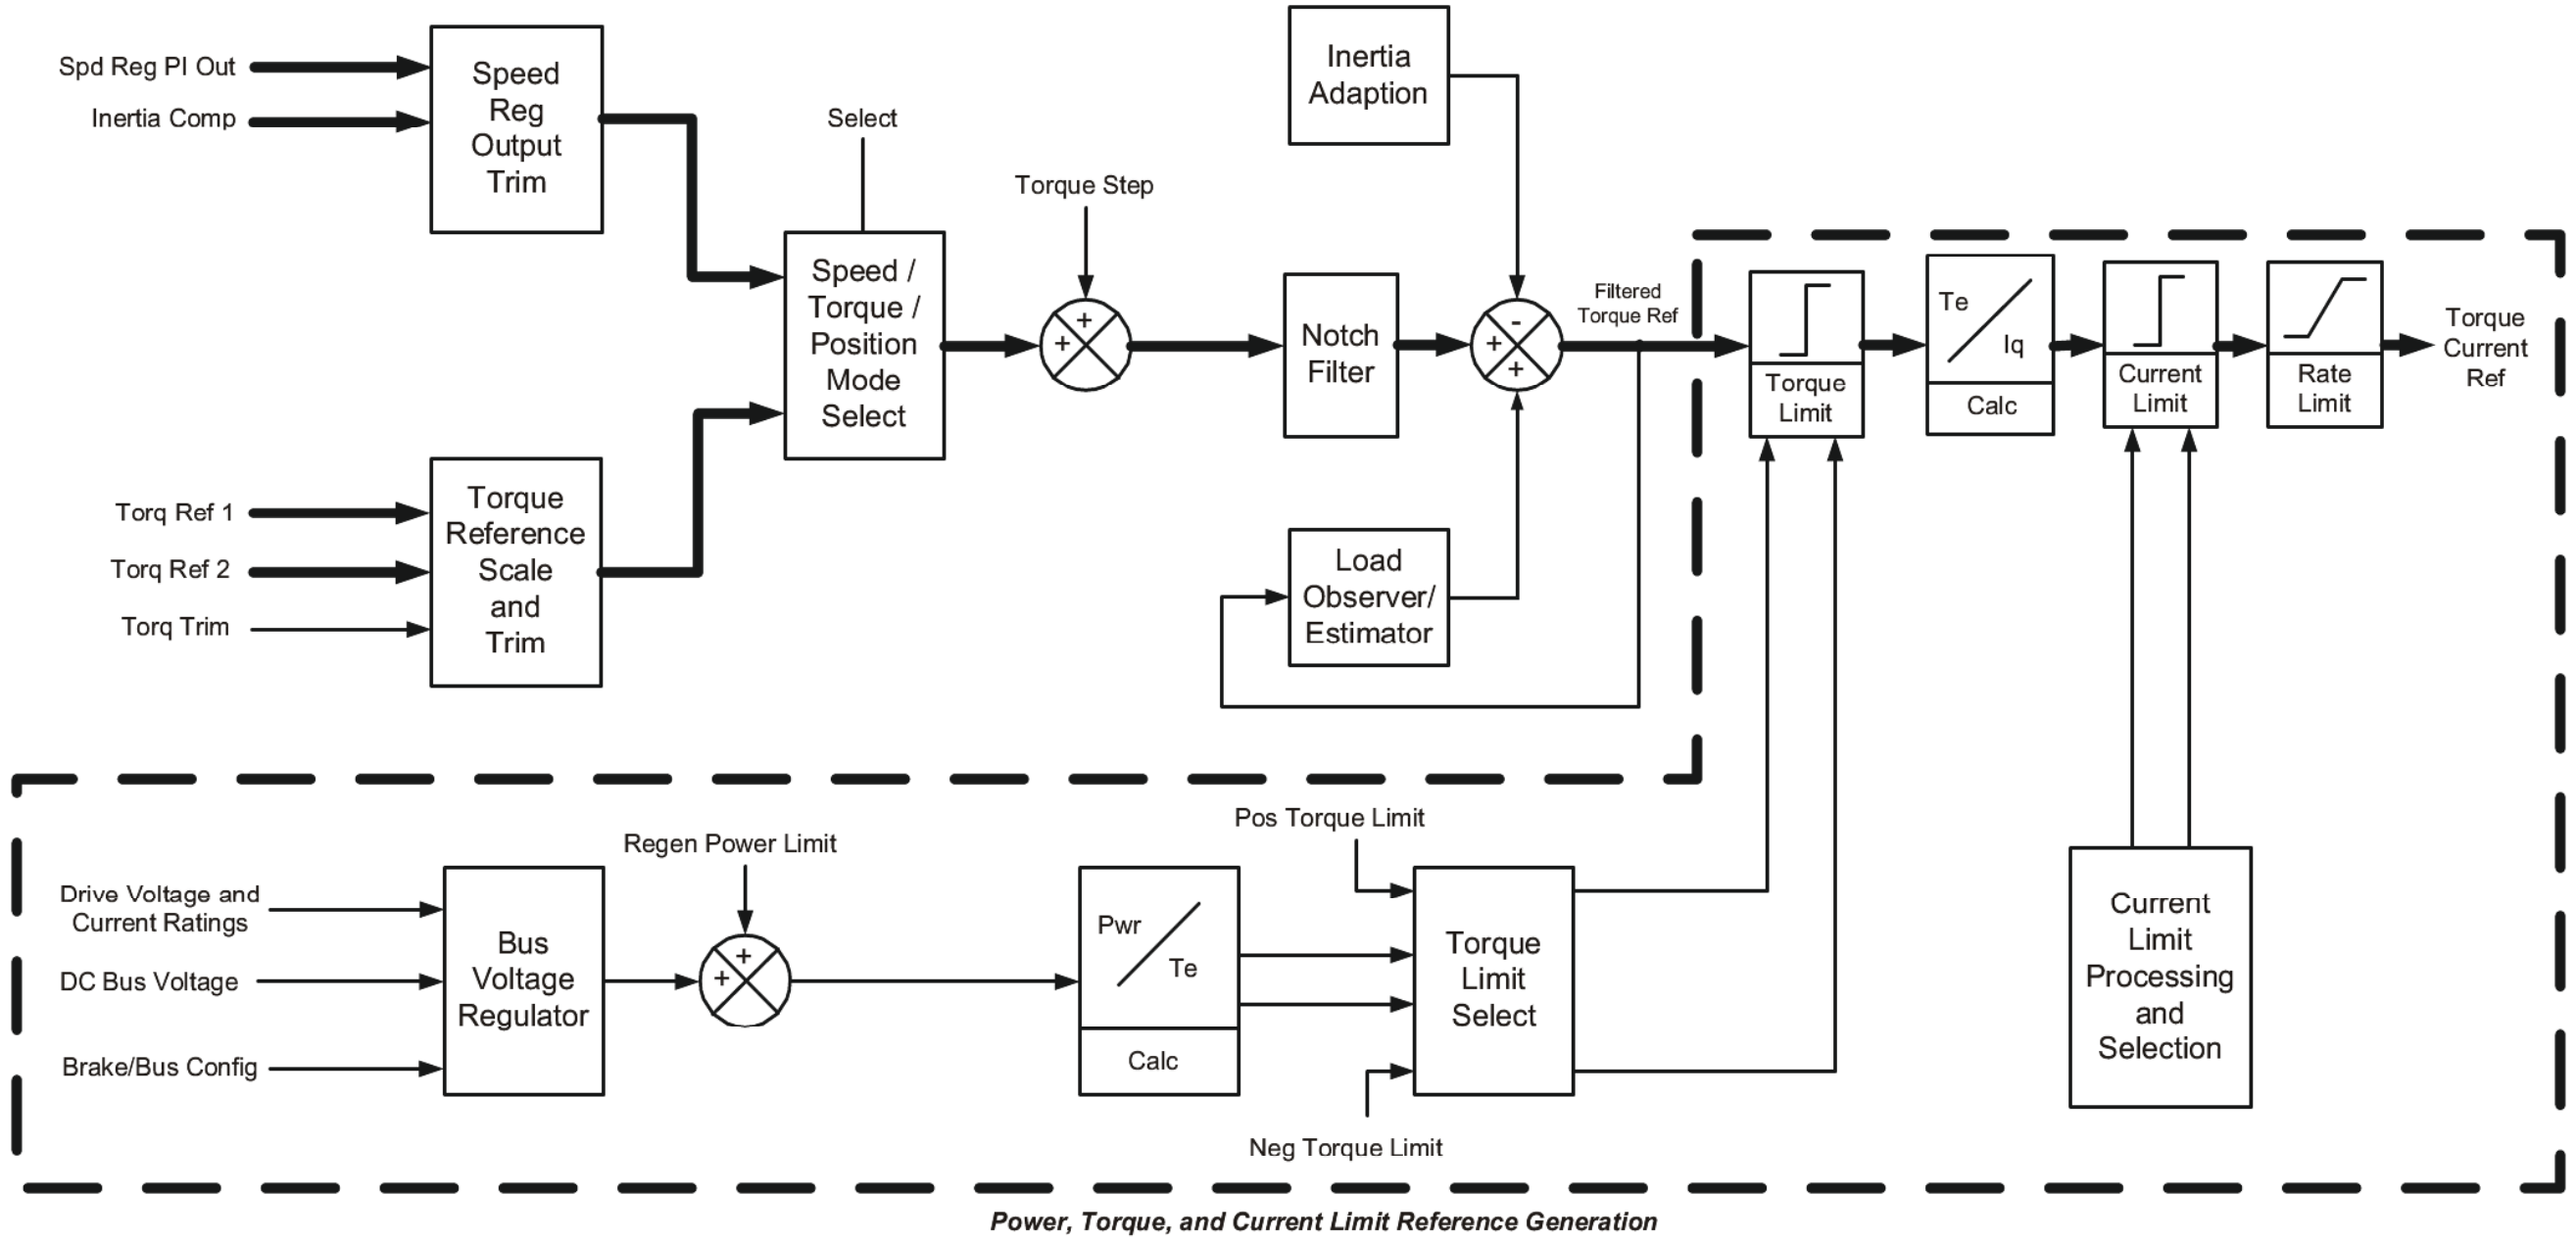 Spd Reg PI Out
Inertia Comp
Speed
Reg
Output
Trim
Select
Torque Step
Inertia
Adaption
Speed /
Torque /
Position
Mode
Select
+
+
Notch
Filter
-
+
+
Filtered
Torque Ref
Torque
Limit
Te
Iq
Calc
Current
Limit
Rate
Limit
Torque
Current
Ref
Torq Ref 1
Torq Ref 2
Torq Trim
Torque
Reference
Scale
and
Trim
Load
Observer/
Estimator
Drive Voltage and
Current Ratings
DC Bus Voltage
Brake/Bus Config
Bus
Voltage
Regulator
Regen Power Limit
+
+
Pwr
Te
Calc
Pos Torque Limit
Torque
Limit
Select
Neg Torque Limit
Current
Limit
Processing
and
Selection
Power, Torque, and Current Limit Reference Generation